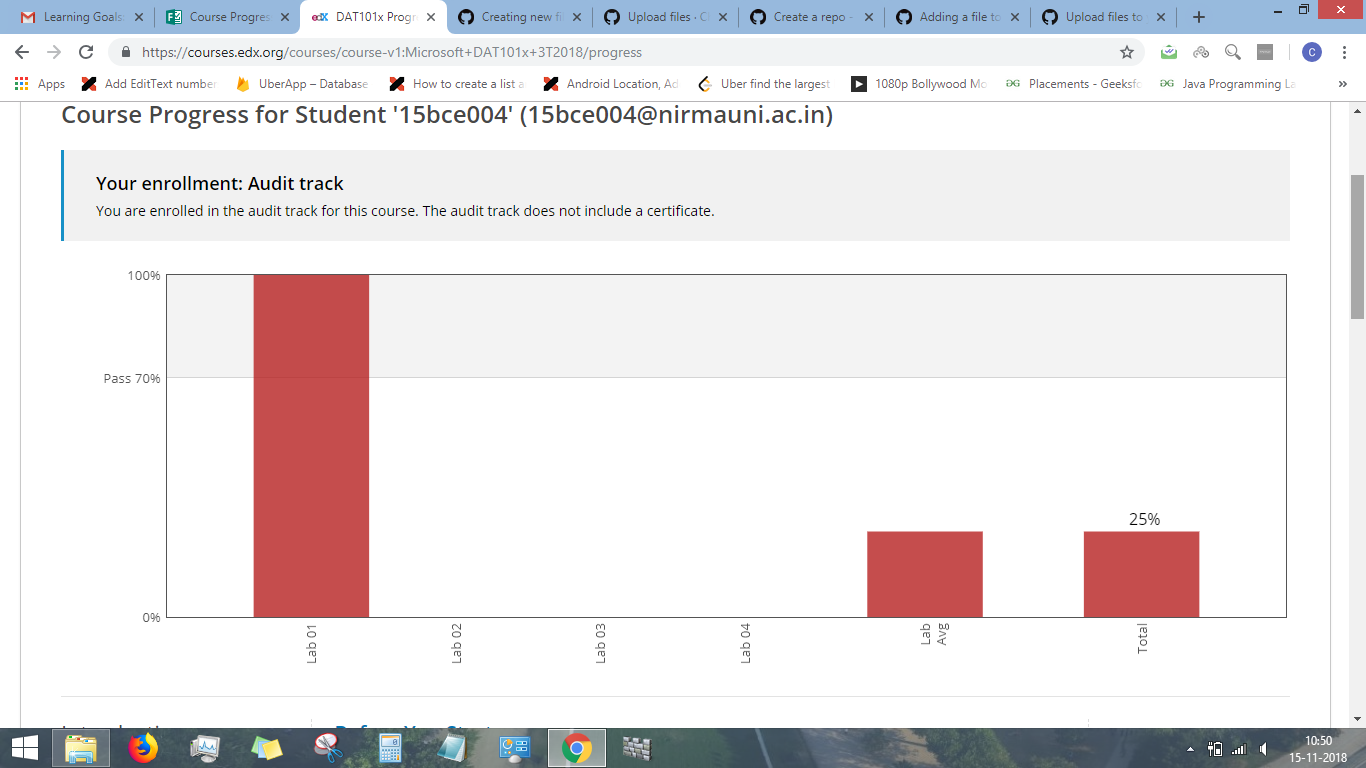 Learning Goals
Course Progres
edX DAT101x Progr
Creating new fi
Upload files · C
Create a repo -
Adding a file to
Upload files to
https://courses.edx.org/courses/course-v1:Microsoft+DAT101x+3T2018/progress
C
Apps
Add EditText number
UberApp – Database
How to create a list a
Android Location, Ad
Uber find the largest
1080p Bollywood Mo
Placements - Geeksfo
Java Programming La
»
Course Progress for Student '15bce004' (15bce004@nirmauni.ac.in)
Your enrollment: Audit track
You are enrolled in the audit track for this course. The audit track does not include a certificate.
100%
Pass 70%
25%
0%
Lab 01
Lab 02
Lab 03
Lab 04
Lab
Avg
Total
10:50
15-11-2018